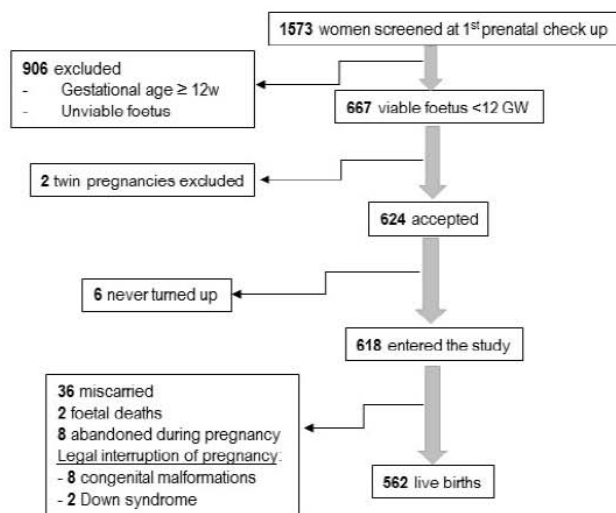 1573 women screened at 1st prenatal check up
906 excluded
- Gestational age ≥ 12w
- Unviable foetus
667 viable foetus <12 GW
2 twin pregnancies excluded
624 accepted
6 never turned up
618 entered the study
36 miscarried
2 foetal deaths
8 abandoned during pregnancy
Legal interruption of pregnancy:
- 8 congenital malformations
- 2 Down syndrome
562 live births